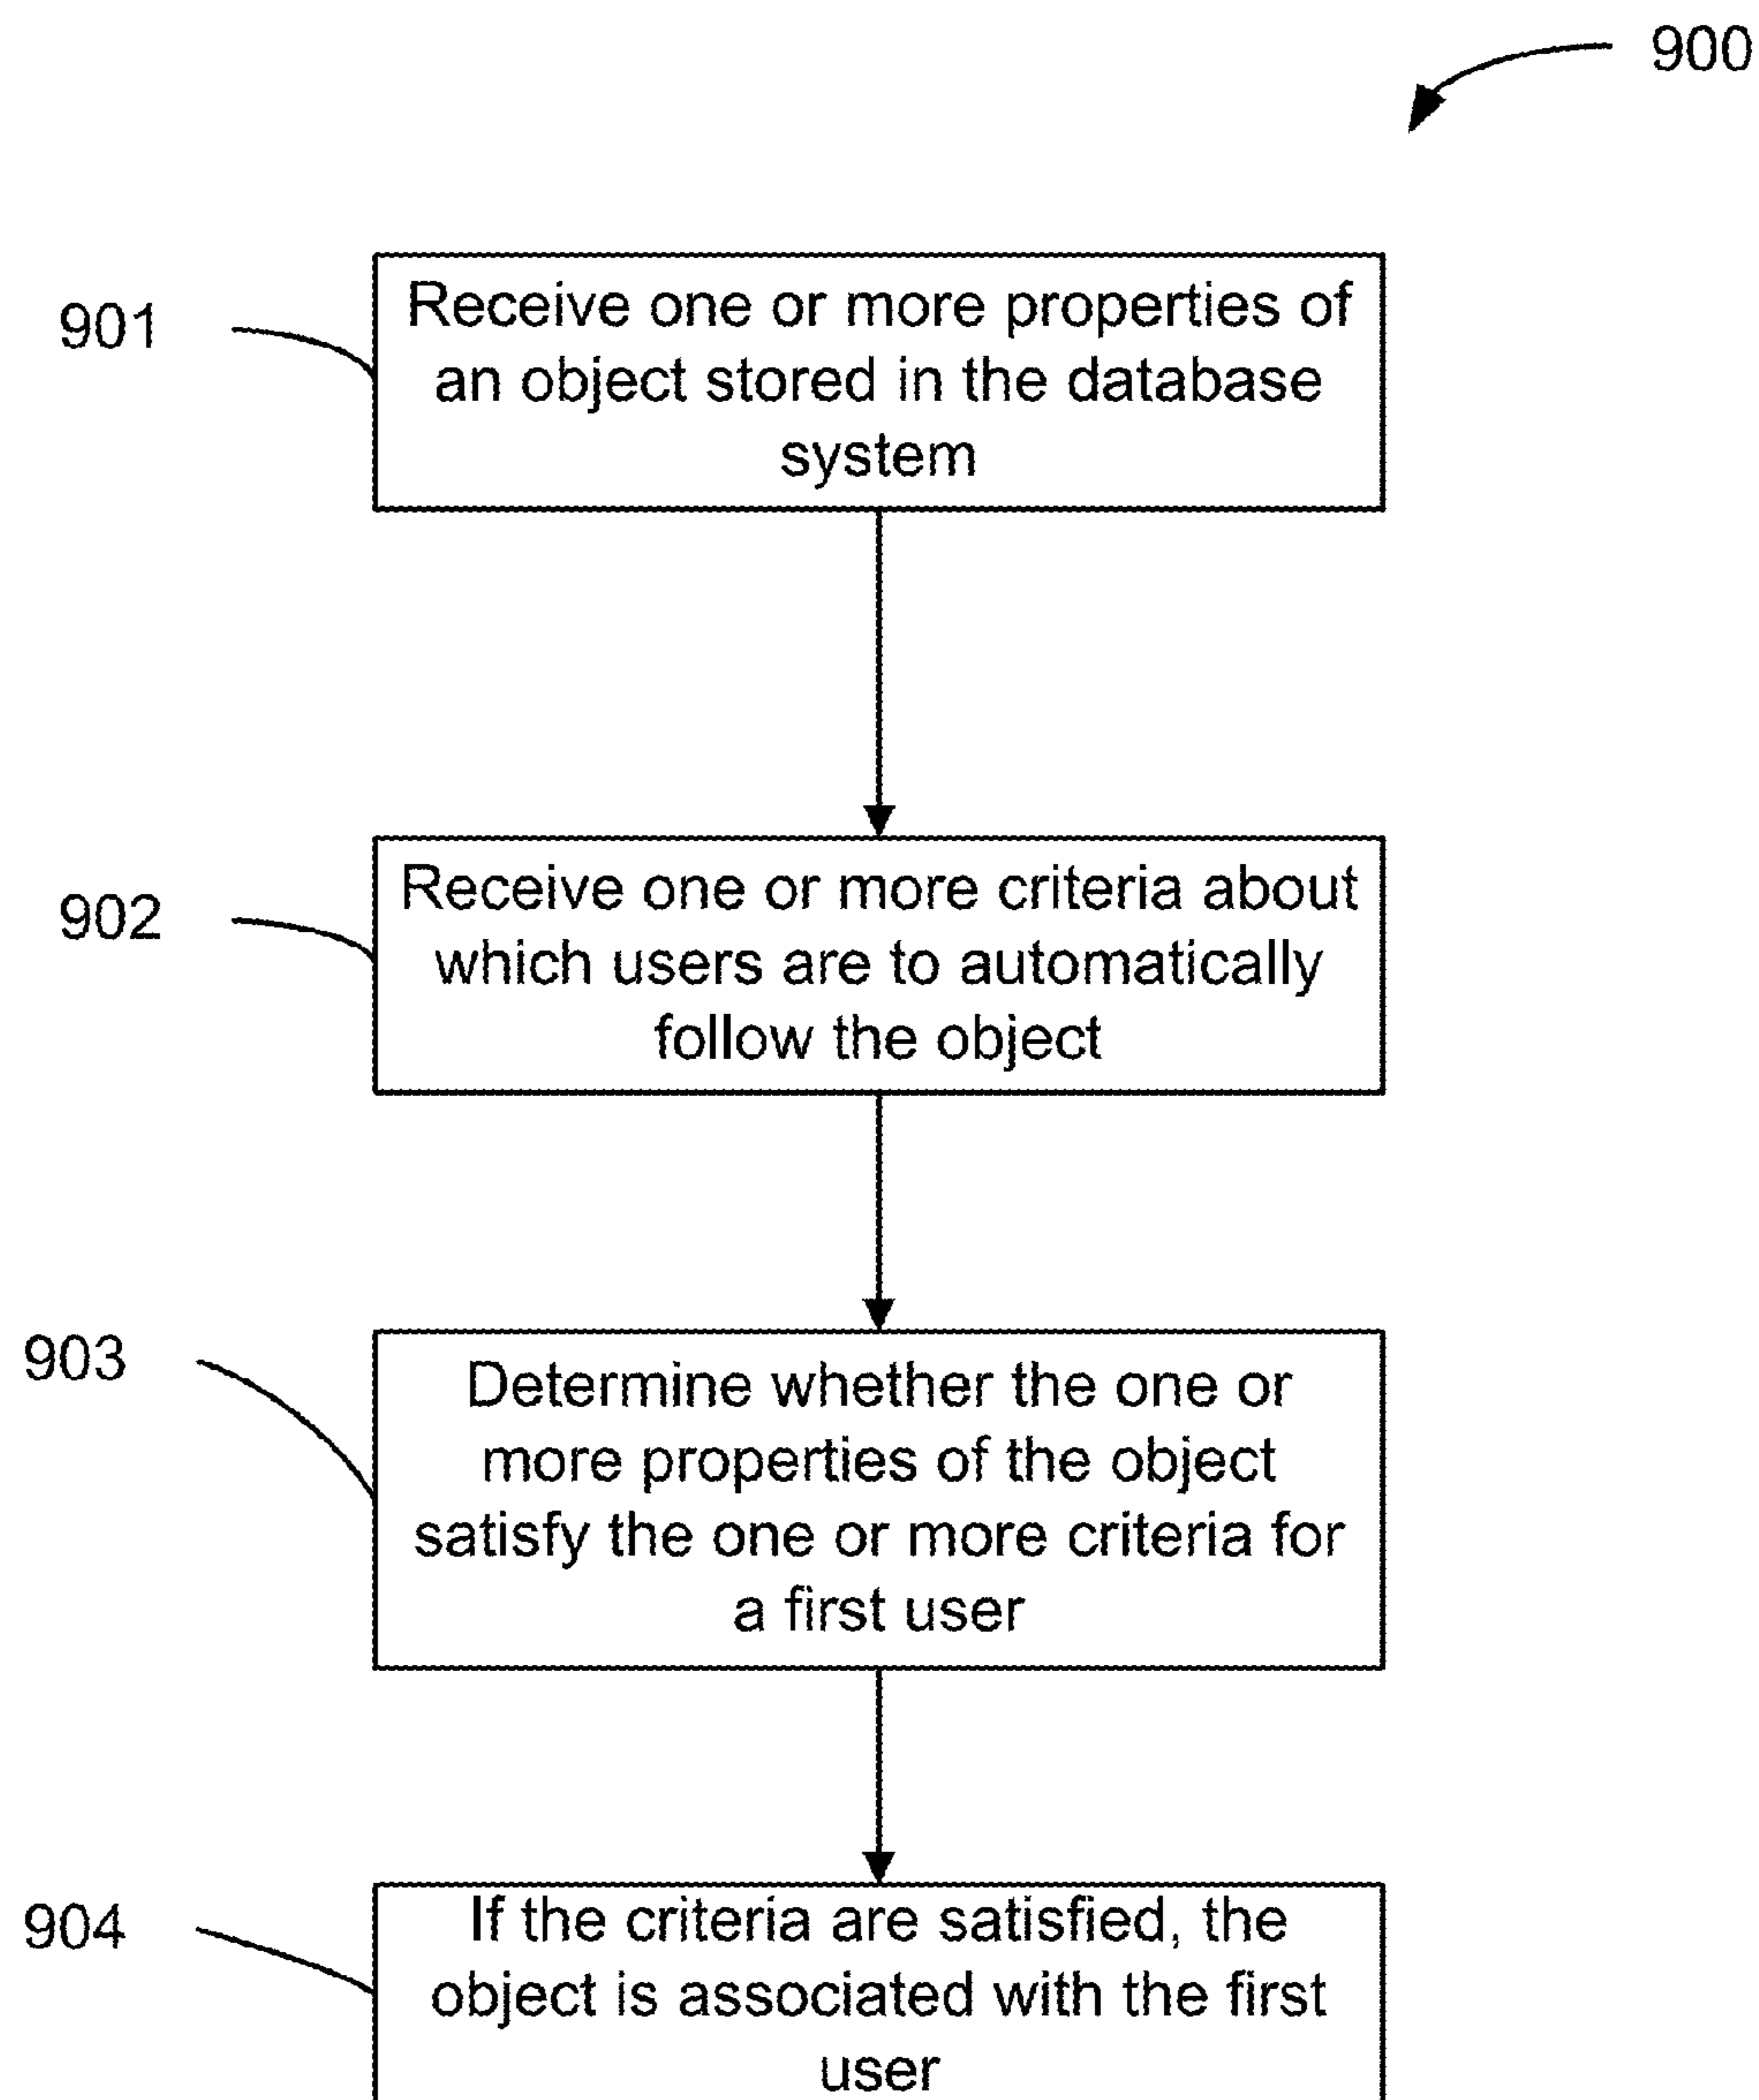 900
901
Receive one or more properties of
an object stored in the database
system
902
Receive one or more criteria about
which users are to automatically
follow the object
903
Determine whether the one or
more properties of the object
satisfy the one or more criteria for
a first user
904
If the criteria are satisfied, the
object is associated with the first
user